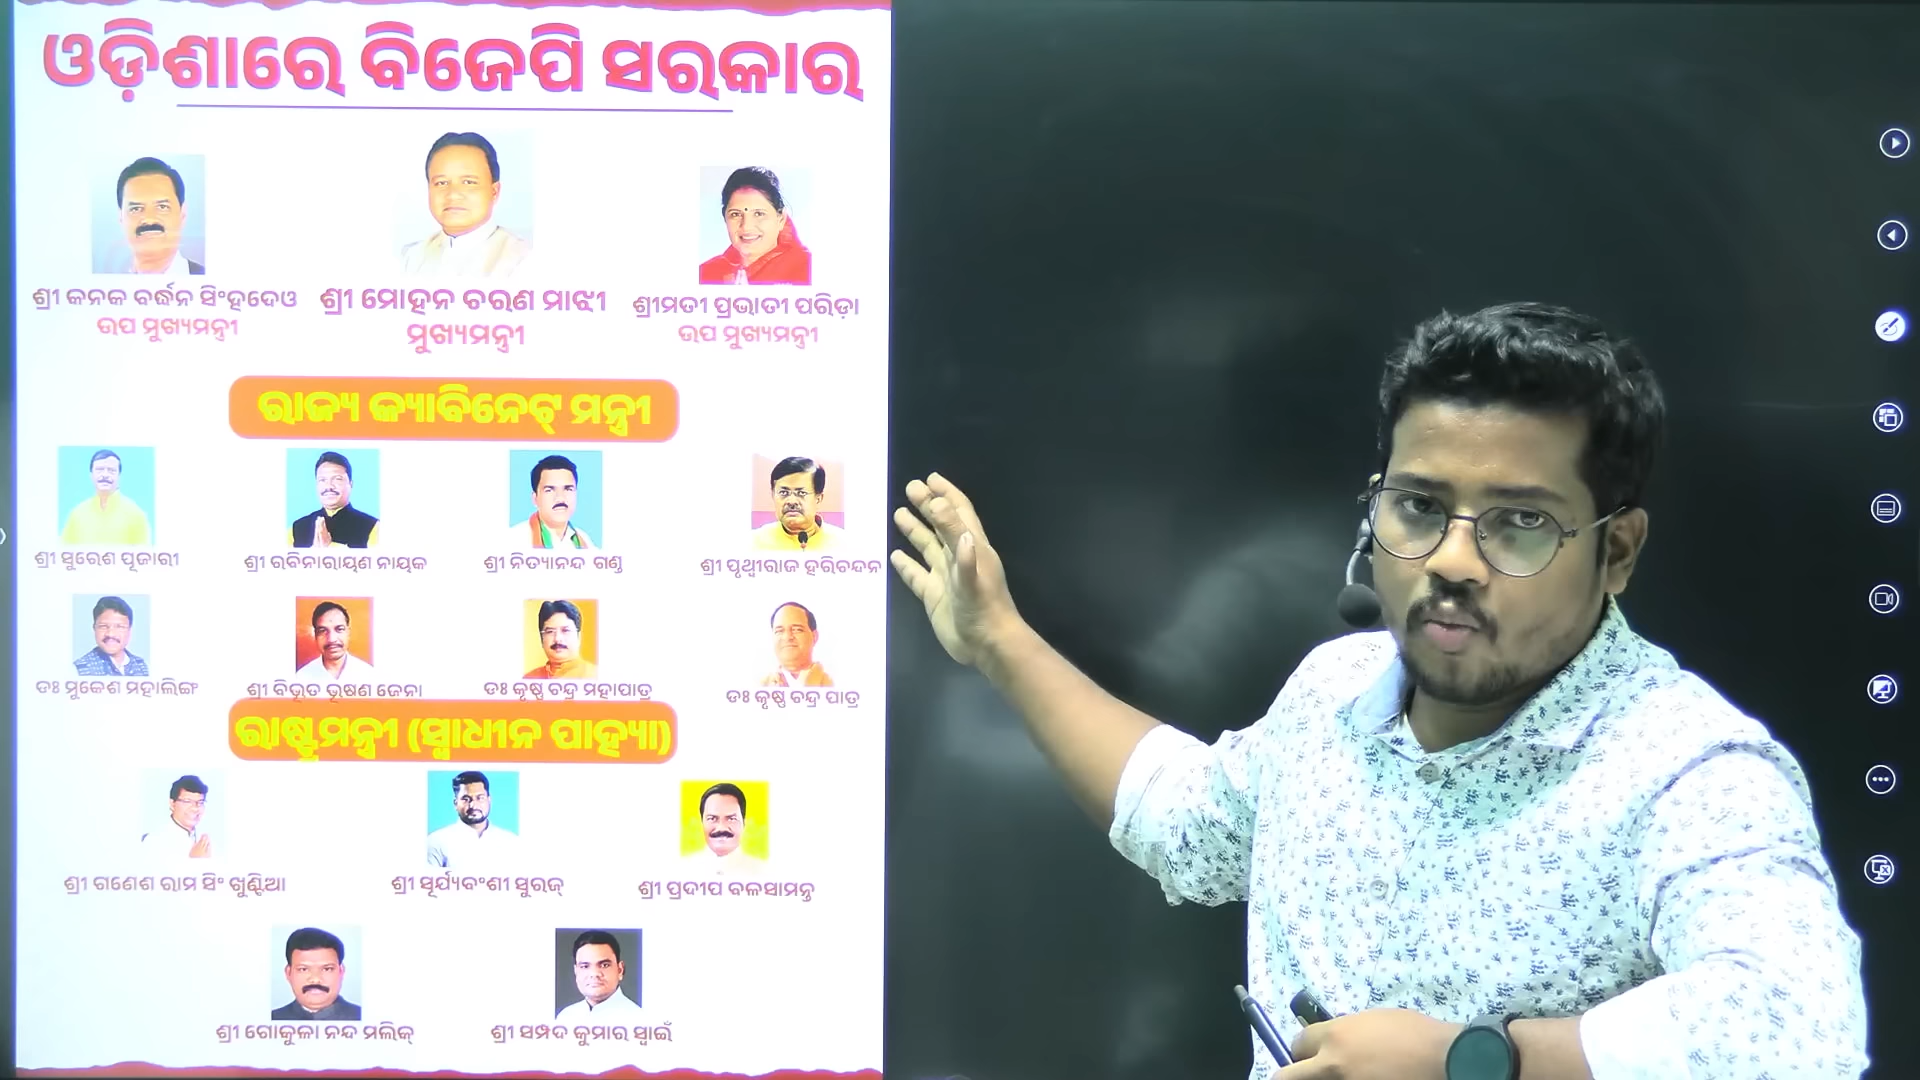 ଓଡ଼ିଶାରେ ବିଜେପି ସରକାର
ଶ୍ରୀ କନକ ବର୍ଦ୍ଧନ ସିଂହଦେଓ
ଉପ ମୁଖ୍ୟମନ୍ତ୍ରୀ
ଶ୍ରୀ ମୋହନ ଚରଣ ମାଝୀ
ମୁଖ୍ୟମନ୍ତ୍ରୀ
ଶ୍ରୀମତୀ ପ୍ରଭାତୀ ପରିଡ଼ା
ଉପ ମୁଖ୍ୟମନ୍ତ୍ରୀ
ରାଜ୍ୟ କ୍ୟାବିନେଟ୍ ମନ୍ତ୍ରୀ
ଶ୍ରୀ ସୁରେଶ ପୂଜାରୀ
ଶ୍ରୀ ରବିନାରାୟଣ ନାୟକ
ଶ୍ରୀ ନିତ୍ୟାନନ୍ଦ ଗଣ୍ଡ
ଶ୍ରୀ ପୃଥ୍ୱୀରାଜ ହରିଚନ୍ଦନ
ଡଃ ମୁକେଶ ମହାଲିଙ୍ଗ
ଶ୍ରୀ ବିଭୂତ ଭୂଷଣ ଜେନା
ଡଃ କୃଷ୍ଣ ଚନ୍ଦ୍ର ମହାପାତ୍ର
ଡଃ କୃଷ୍ଣ ଚନ୍ଦ୍ର ପାତ୍ର
ରାଷ୍ଟ୍ରମନ୍ତ୍ରୀ (ସ୍ୱାଧୀନ ପାହ୍ୟା)
ଶ୍ରୀ ଗଣେଶ ରାମ ସିଂ ଖୁଣ୍ଟିଆ
ଶ୍ରୀ ସୂର୍ଯ୍ୟବଂଶୀ ସୁରଜ୍
ଶ୍ରୀ ପ୍ରଦୀପ ବଳସାମନ୍ତ
ଶ୍ରୀ ଗୋକୁଳା ନନ୍ଦ ମଲିକ୍
ଶ୍ରୀ ସମ୍ପଦ କୁମାର ସ୍ୱାଇଁ